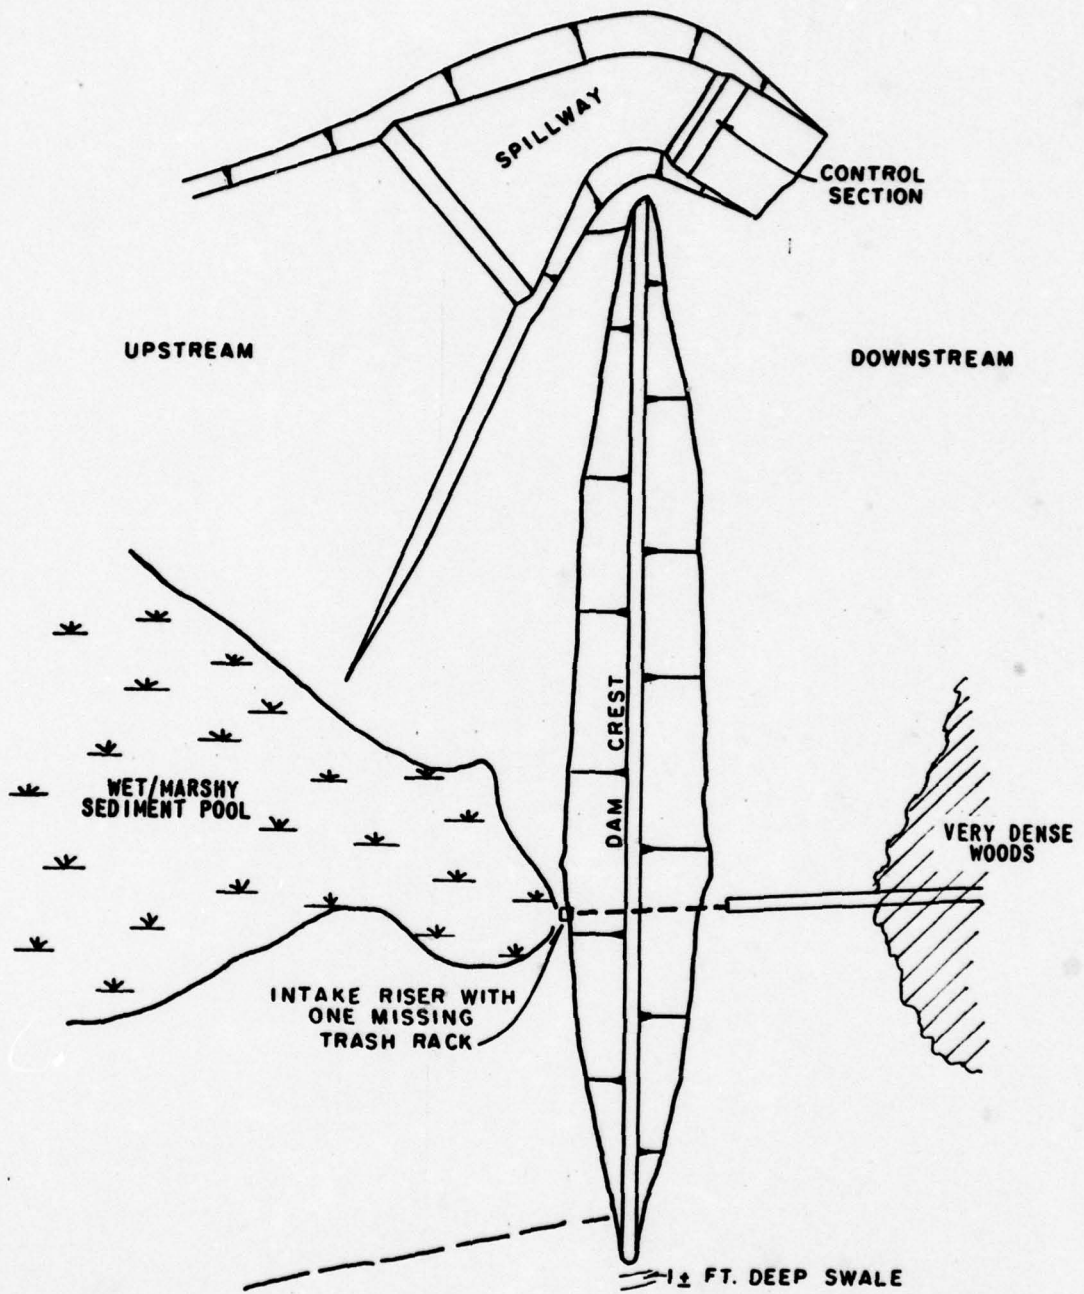 SPILLWAY
CONTROL
SECTION
UPSTREAM
DOWNSTREAM
DAM CREST
WET/MARSHY
SEDIMENT POOL
VERY DENSE
WOODS
INTAKE RISER WITH
ONE MISSING
TRASH RACK
1± FT. DEEP SWALE